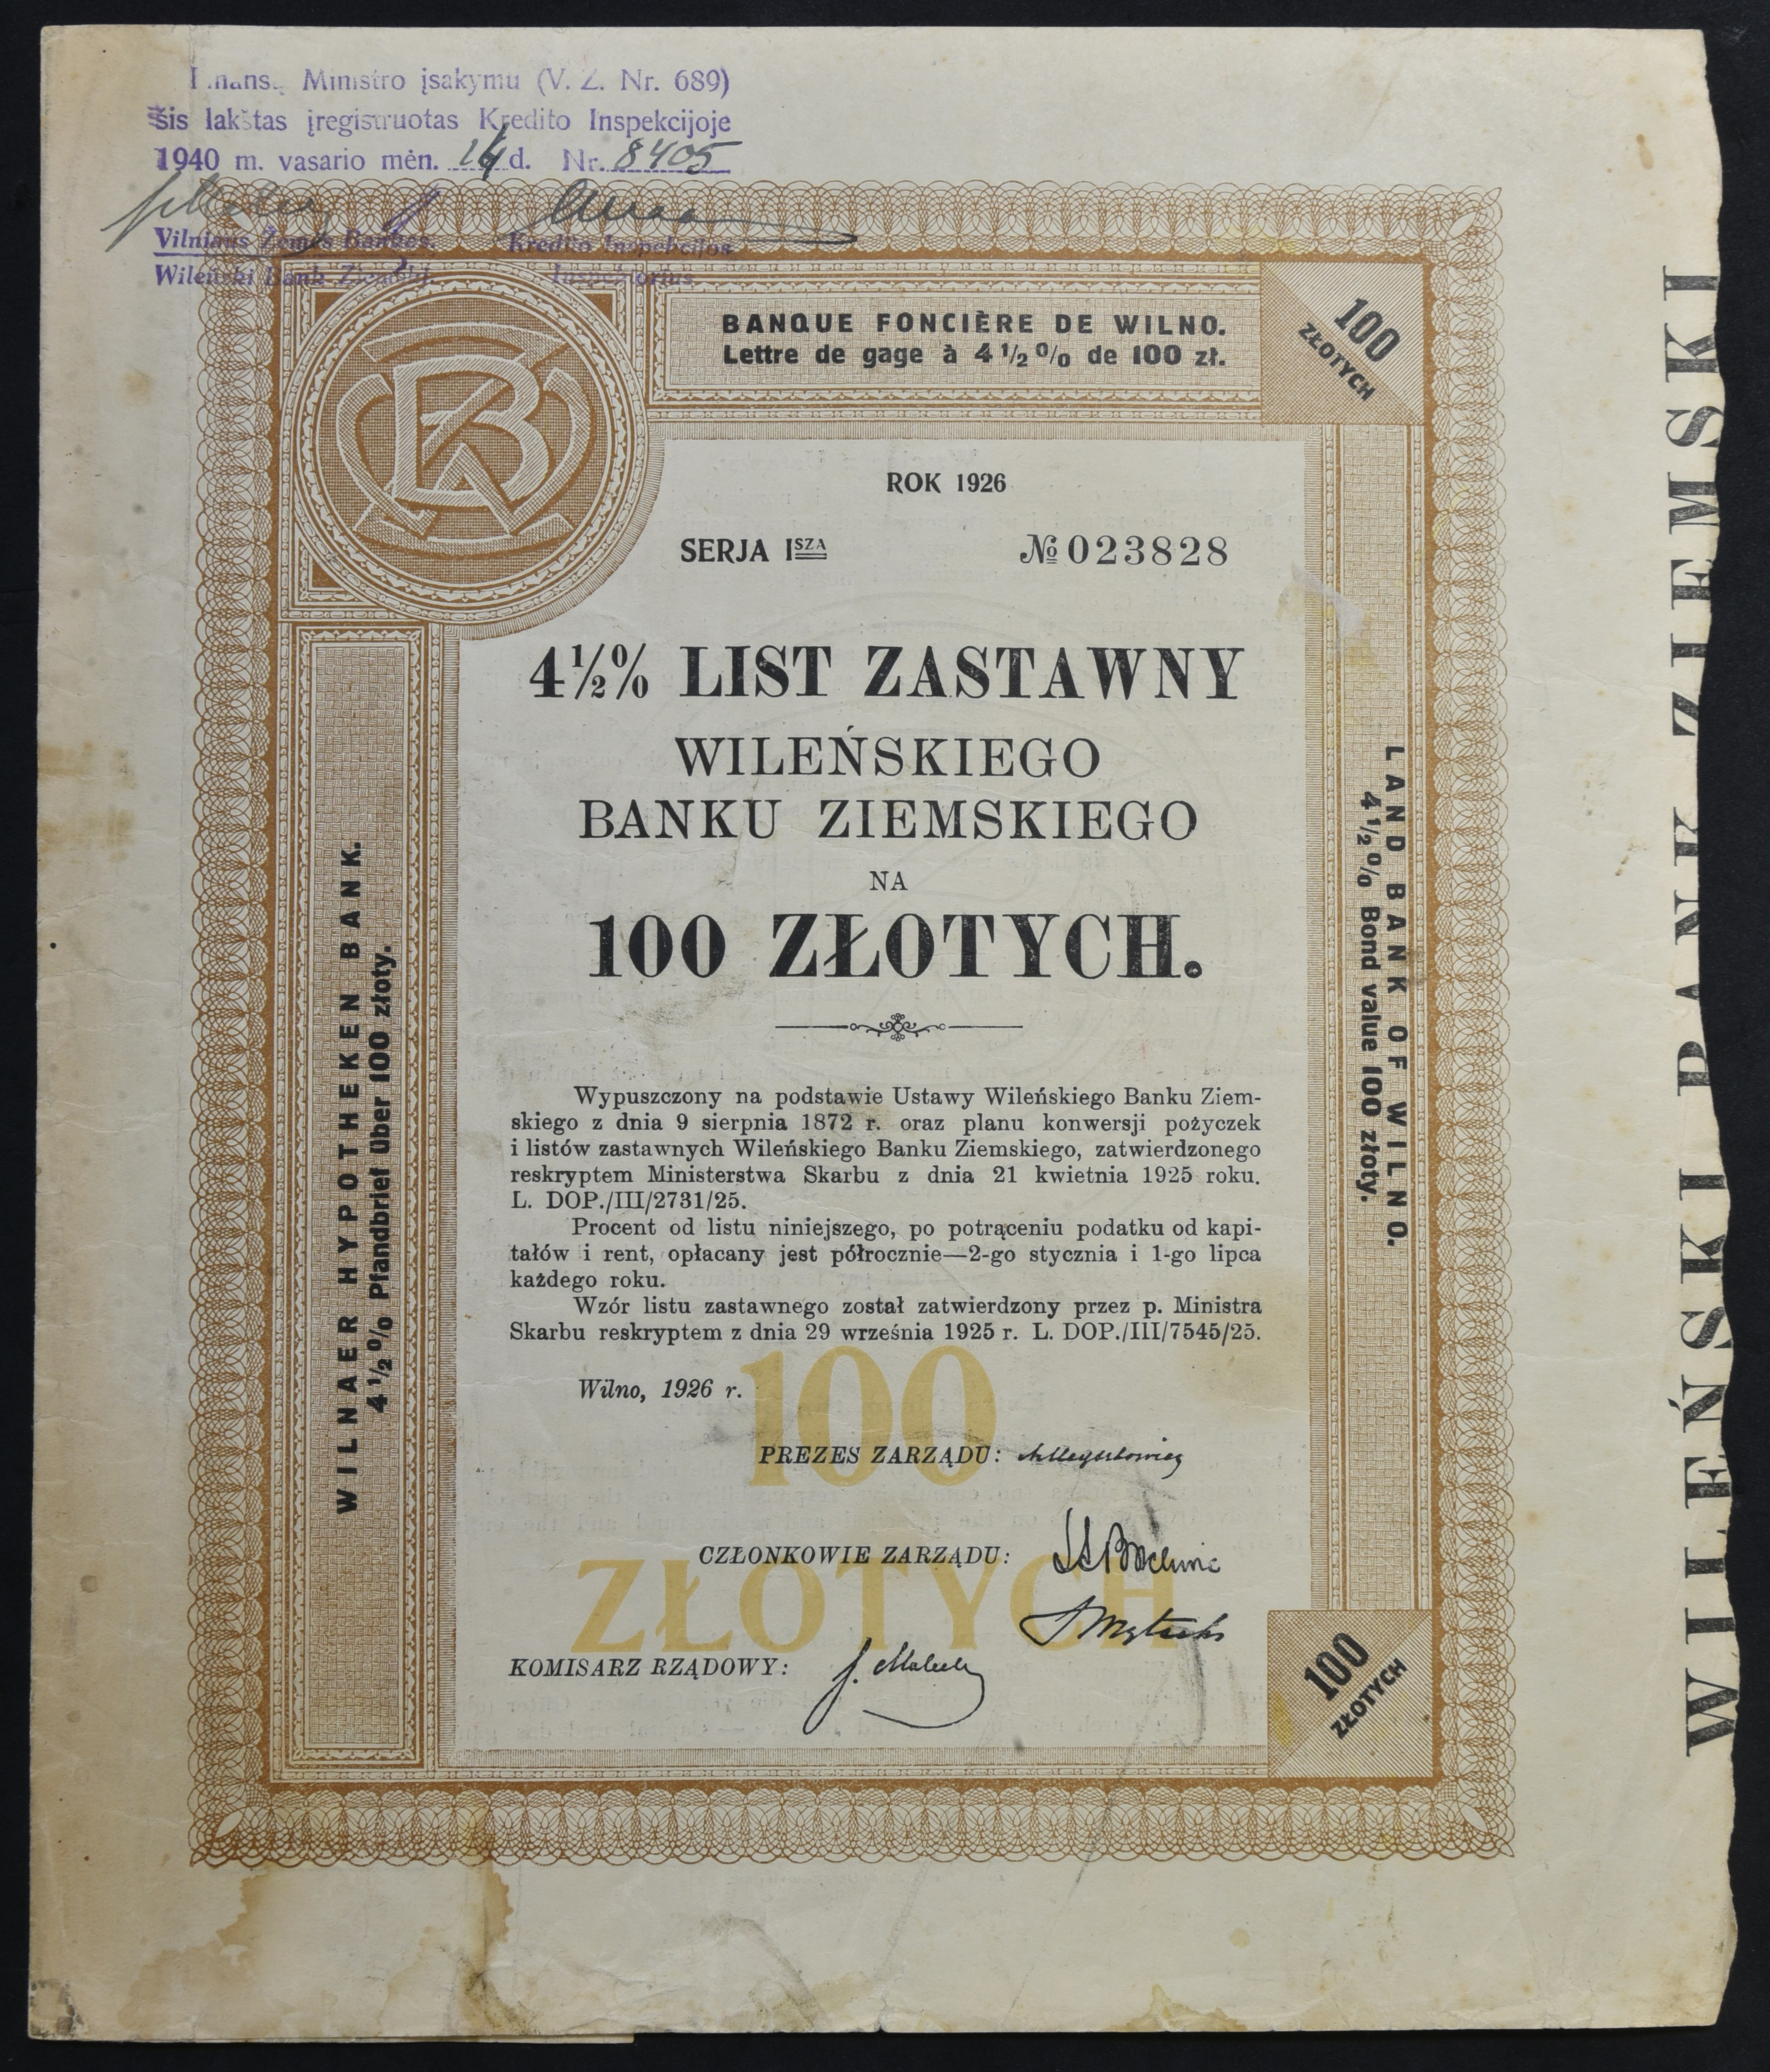 Ministro įsakymu (V. Z. Nr. 689)
šis lakštas įregistruotas Kredito Inspekcijoje
1940 m. vasario mėn. 14 d. Nr. 8405
Vilniaus Žemės Bankas, Kredito Inspekcijos
Wileński Bank Ziemski. Inspektorius
BANQUE FONCIÈRE DE WILNO.
Lettre de gage à 4 1/2 % de 100 zł.
100
ZŁOTYCH
ROK 1926
SERJA ISZA
№ 023828
4½% LIST ZASTAWNY
WILEŃSKIEGO
BANKU ZIEMSKIEGO
NA
100 ZŁOTYCH.
Wypuszczony na podstawie Ustawy Wileńskiego Banku Ziem-
skiego z dnia 9 sierpnia 1872 r. oraz planu konwersji pożyczek
i listów zastawnych Wileńskiego Banku Ziemskiego, zatwierdzonego
reskryptem Ministerstwa Skarbu z dnia 21 kwietnia 1925 roku.
L. DOP./III/2731/25.
Procent od listu niniejszego, po potrąceniu podatku od kapi-
tałów i rent, opłacany jest półrocznie—2-go stycznia i 1-go lipca
każdego roku.
Wzór listu zastawnego został zatwierdzony przez p. Ministra
Skarbu reskryptem z dnia 29 września 1925 r. L. DOP./III/7545/25.
Wilno, 1926 r.
100
ZŁOTYCH
PREZES ZARZĄDU:
CZŁONKOWIE ZARZĄDU:
KOMISARZ RZĄDOWY:
100
ZŁOTYCH
WILNAER HYPOTHEKEN BANK.
4 1/2 % Pfandbrief über 100 złoty.
LAND BANK OF WILNO.
4 1/2 % Bond value 100 złoty.
WILEŃSKI BANK ZIEMSKI